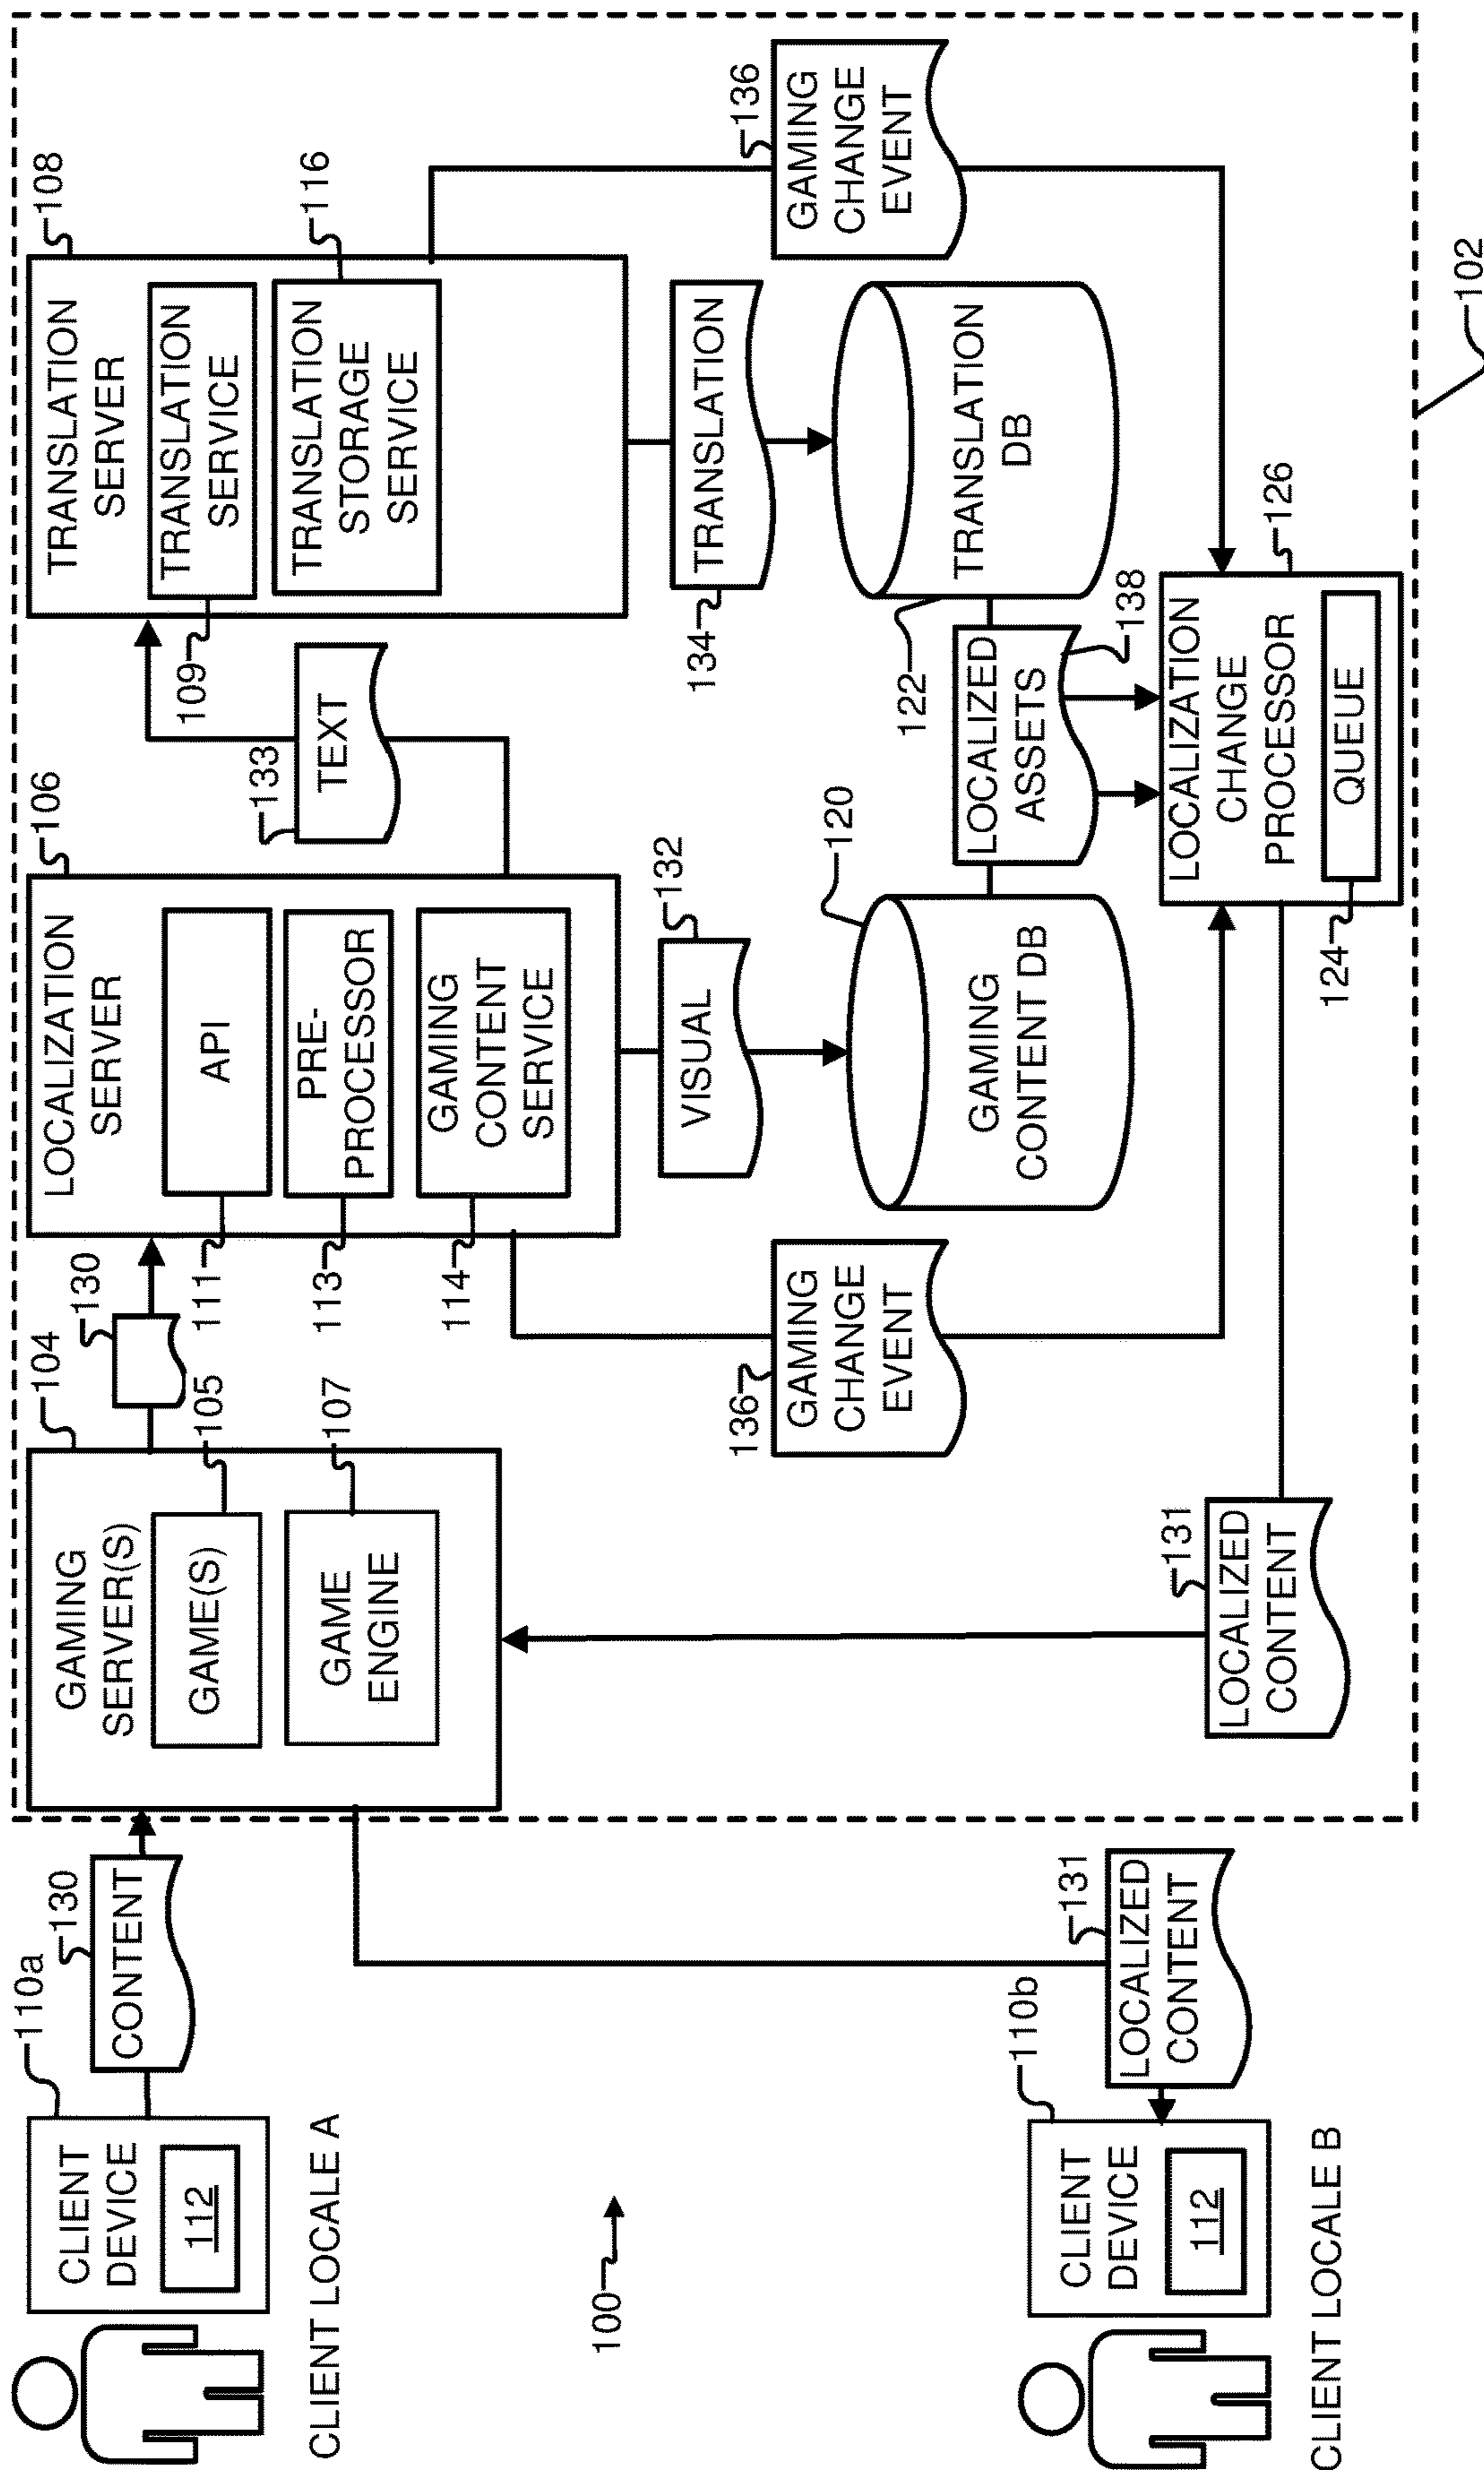 CLIENT
DEVICE
112
110a
CLIENT LOCALE A
130
CONTENT
GAMING
SERVER(S)
GAME(S)
GAME
ENGINE
104
105
107
130
LOCALIZATION
SERVER
API
PRE-
PROCESSOR
GAMING
CONTENT
SERVICE
106
111
113
114
133
TEXT
TRANSLATION
SERVER
TRANSLATION
SERVICE
TRANSLATION
STORAGE
SERVICE
108
109
116
100
136
GAMING
CHANGE
EVENT
VISUAL
132
TRANSLATION
134
136
GAMING
CHANGE
EVENT
GAMING
CONTENT DB
120
TRANSLATION
DB
122
LOCALIZED
ASSETS
138
CLIENT
DEVICE
112
110b
CLIENT LOCALE B
131
LOCALIZED
CONTENT
131
LOCALIZED
CONTENT
LOCALIZATION
CHANGE
PROCESSOR
QUEUE
124
126
102